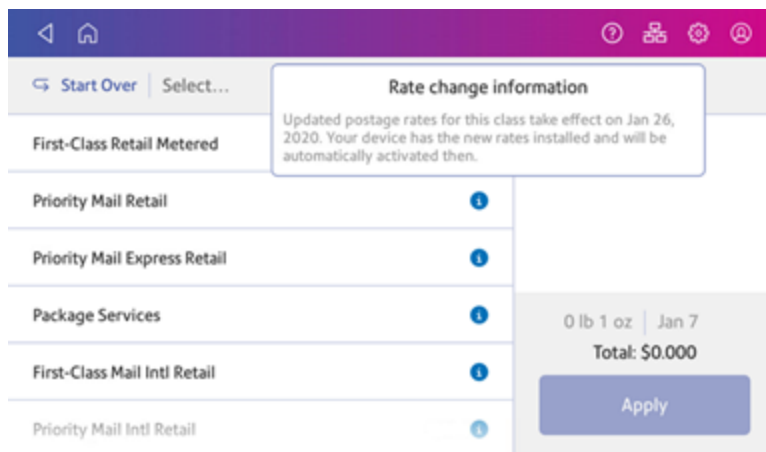 Start Over
Select...
Rate change information
Updated postage rates for this class take effect on Jan 26,
2020. Your device has the new rates installed and will be
automatically activated then.
First-Class Retail Metered
Priority Mail Retail
Priority Mail Express Retail
Package Services
First-Class Mail Intl Retail
Priority Mail Intl Retail
0 lb 1 oz
Jan 7
Total: $0.000
Apply